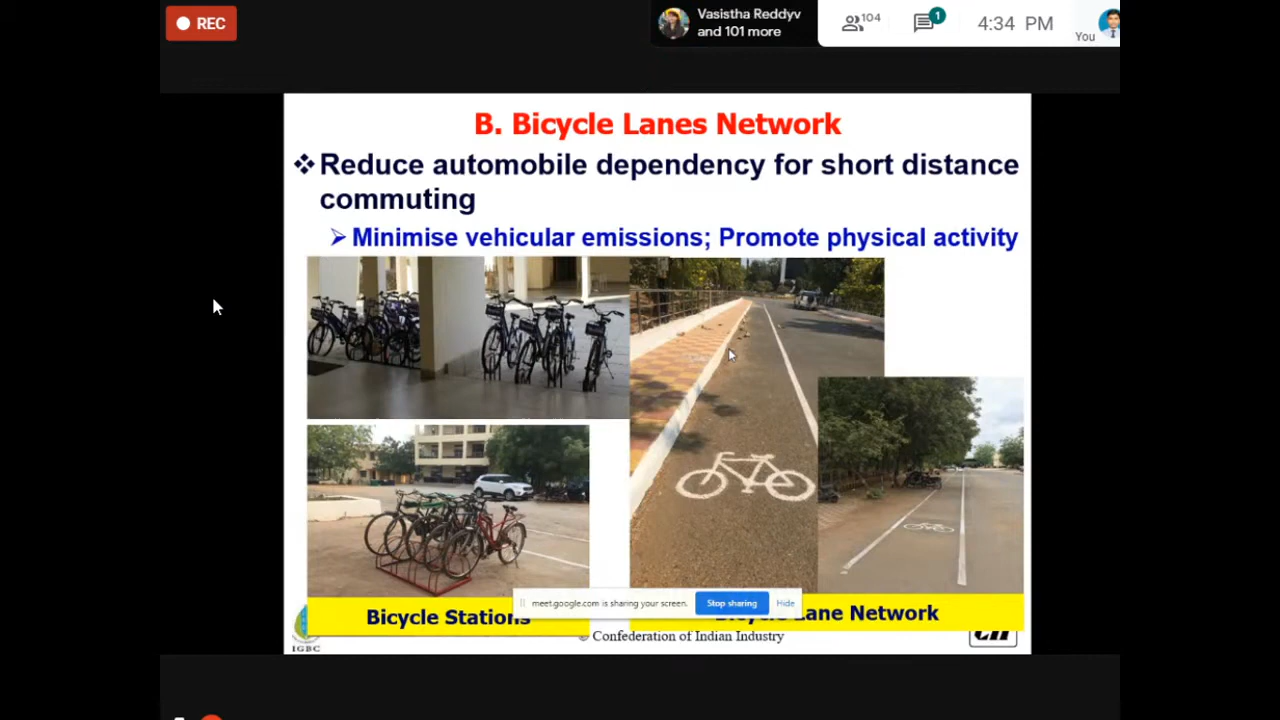 REC
Vasistha Reddyv
and 101 more
104
1
4:34 PM
You
B. Bicycle Lanes Network
Reduce automobile dependency for short distance
commuting
Minimise vehicular emissions; Promote physical activity
meet.google.com is sharing your screen.
Stop sharing
Hide
Bicycle Stations
Lane Network
© Confederation of Indian Industry
IGBC